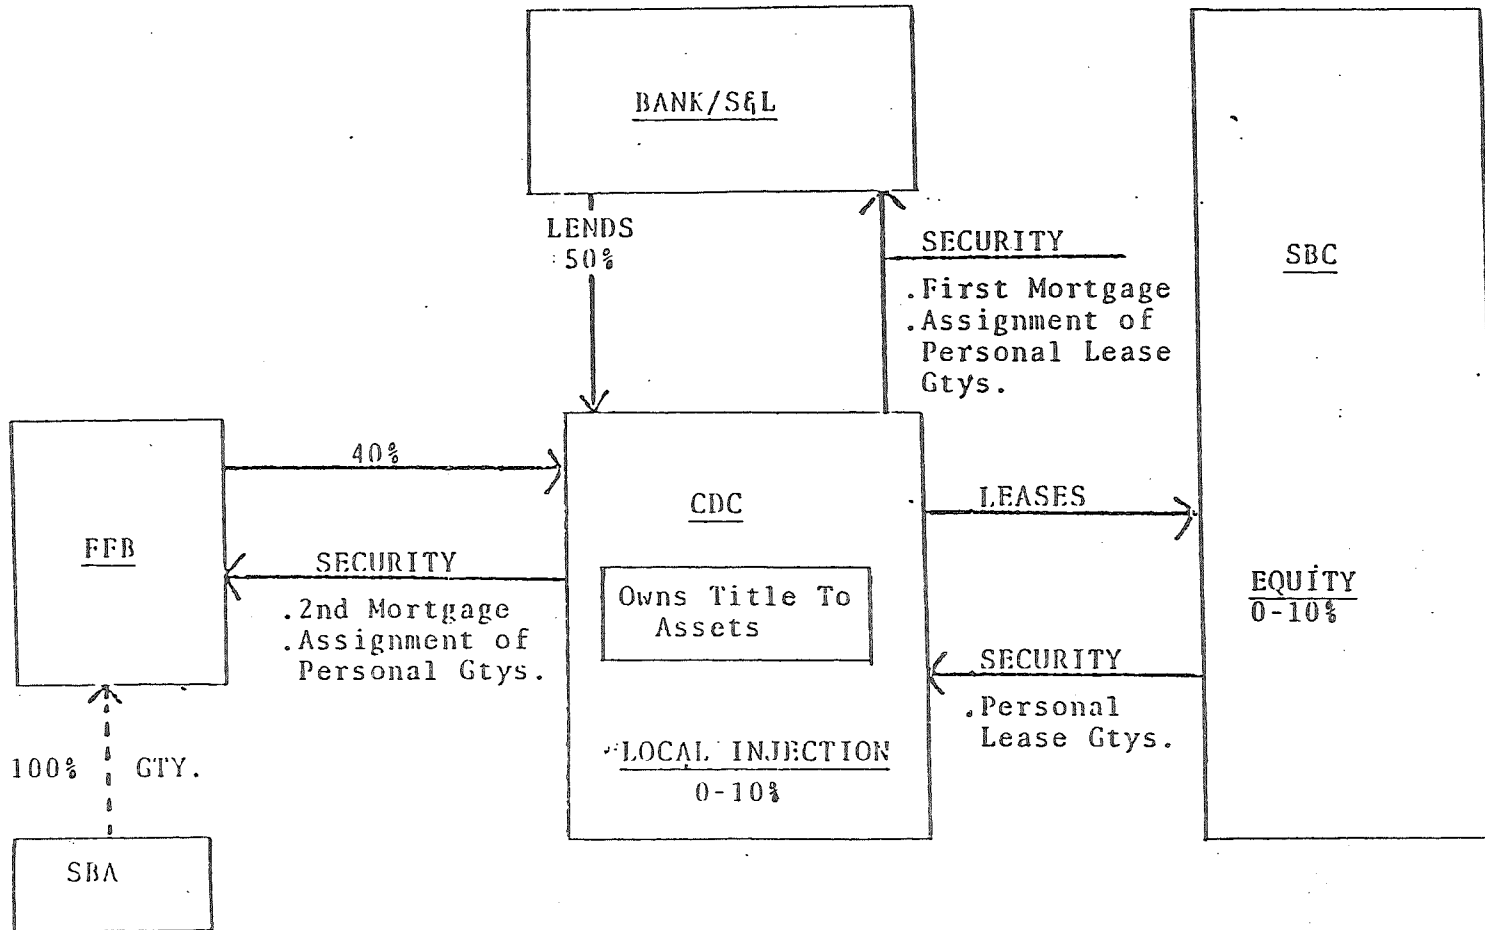 BANK/S&L
LENDS
50%
SECURITY
.First Mortgage
.Assignment of
Personal Lease
Gtys.
SBC
EQUITY
0-10%
40%
FFB
SECURITY
.2nd Mortgage
.Assignment of
Personal Gtys.
CDC
Owns Title To
Assets
LOCAL INJECTION
0-10%
LEASES
SECURITY
.Personal
Lease Gtys.
100% GTY.
SBA